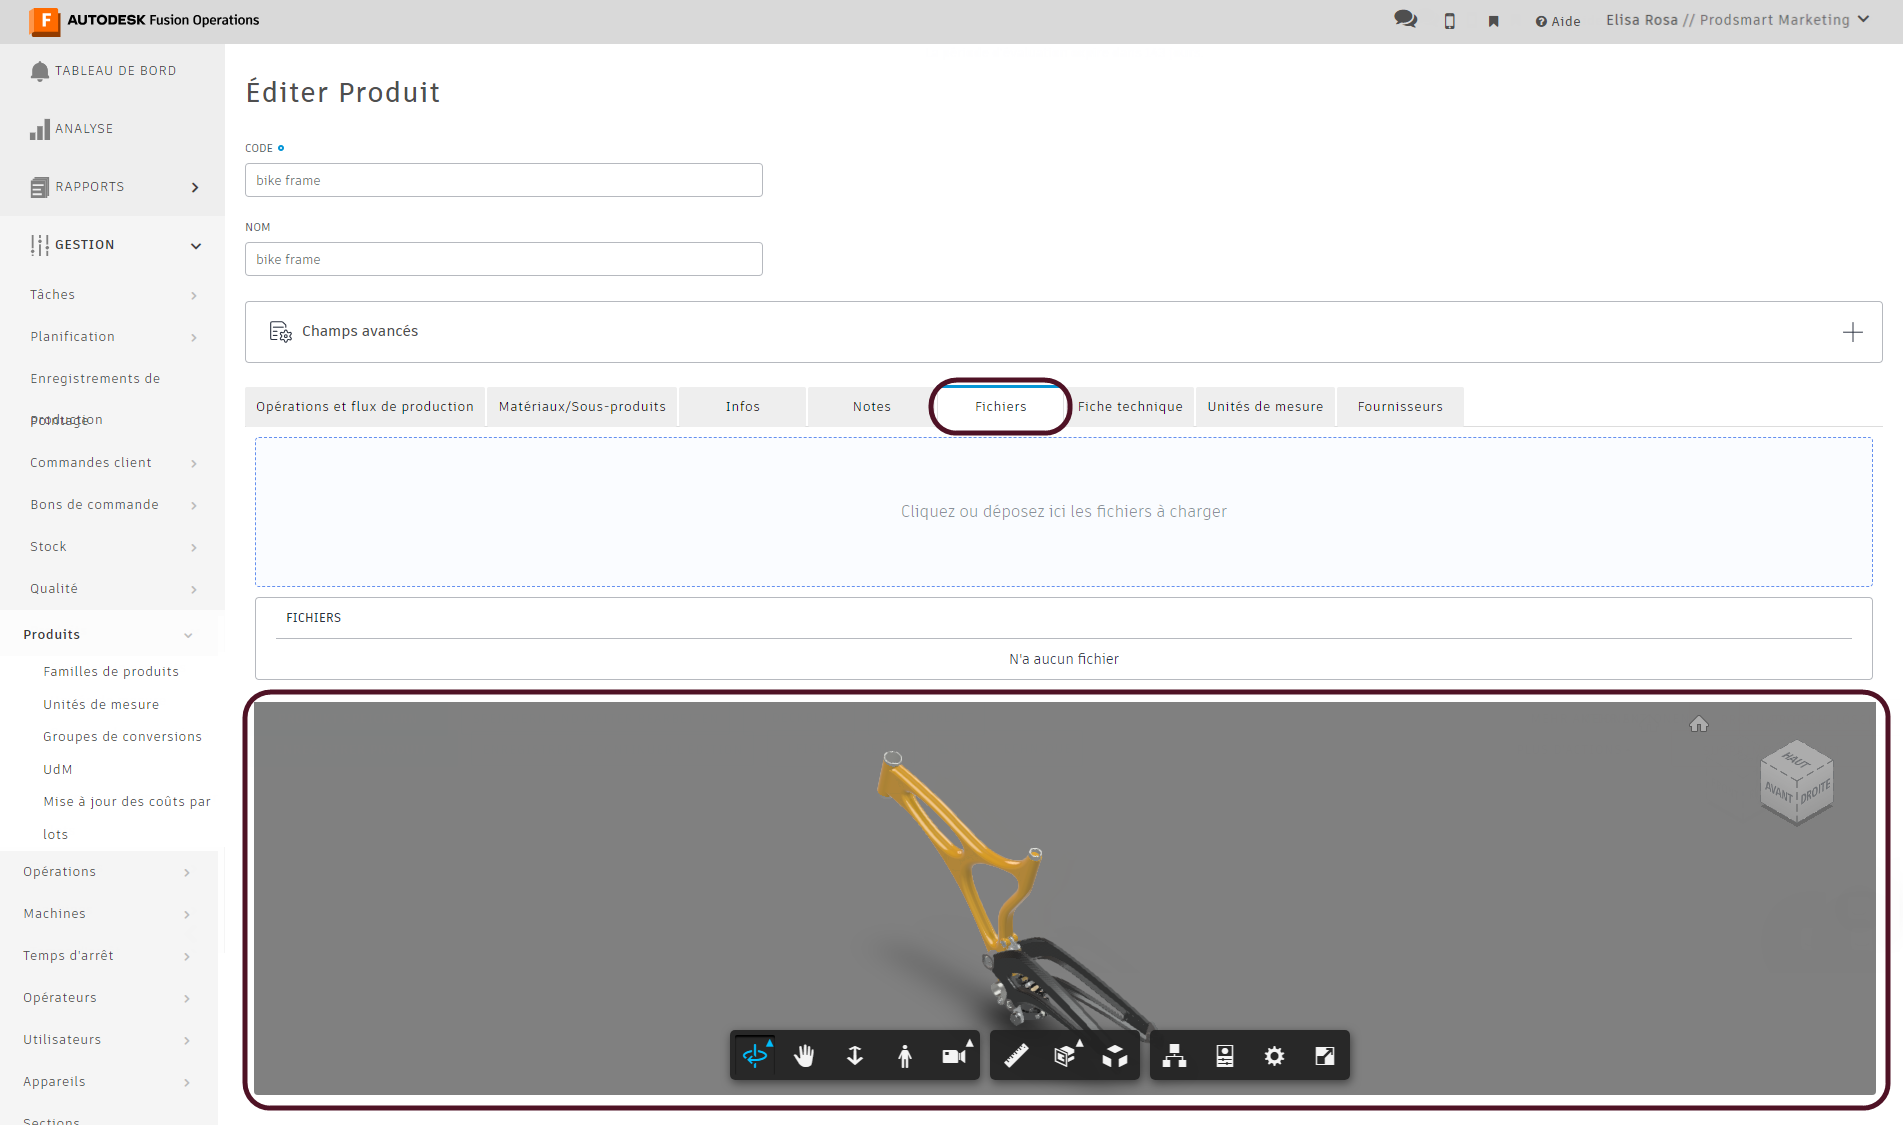 AUTODESK Fusion Operations
Aide
Elisa Rosa // Prodsmart Marketing
TABLEAU DE BORD
ANALYSE
RAPPORTS
GESTION
Tâches
Planification
Enregistrements de
production
Pointage
Commandes client
Bons de commande
Stock
Qualité
Produits
Familles de produits
Unités de mesure
Groupes de conversions
UdM
Mise à jour des coûts par
lots
Opérations
Machines
Temps d'arrêt
Opérateurs
Utilisateurs
Appareils
Sections
Éditer Produit
CODE
bike frame
NOM
bike frame
Champs avancés
Opérations et flux de production Matériaux/Sous-produits Infos Notes Fichiers Fiche technique Unités de mesure Fournisseurs
Cliquez ou déposez ici les fichiers à charger
FICHIERS
N'a aucun fichier
HAUT
AVANT DROITE